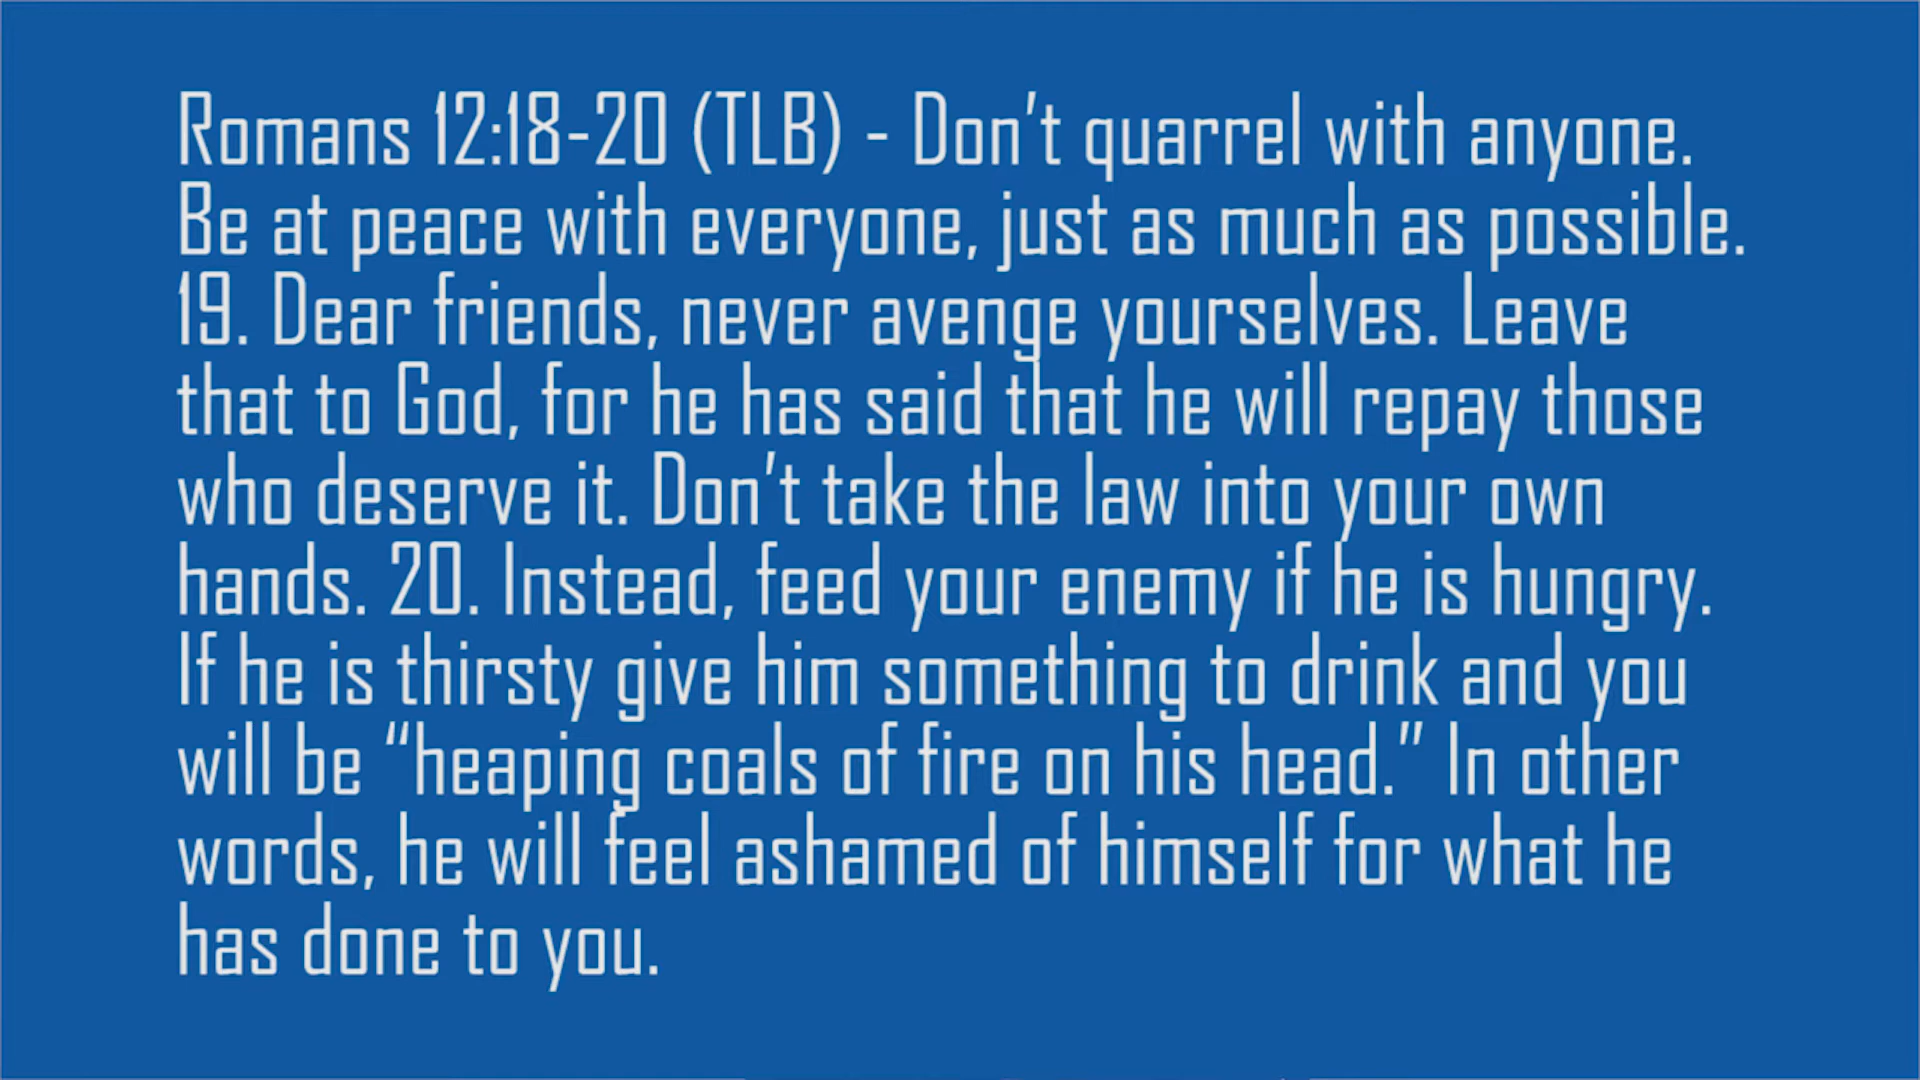 Romans 12:18-20 (TLB) - Don’t quarrel with anyone.
Be at peace with everyone, just as much as possible.
19. Dear friends, never avenge yourselves. Leave
that to God, for he has said that he will repay those
who deserve it. Don’t take the law into your own
hands. 20. Instead, feed your enemy if he is hungry.
If he is thirsty give him something to drink and you
will be “heaping coals of fire on his head.” In other
words, he will feel ashamed of himself for what he
has done to you.